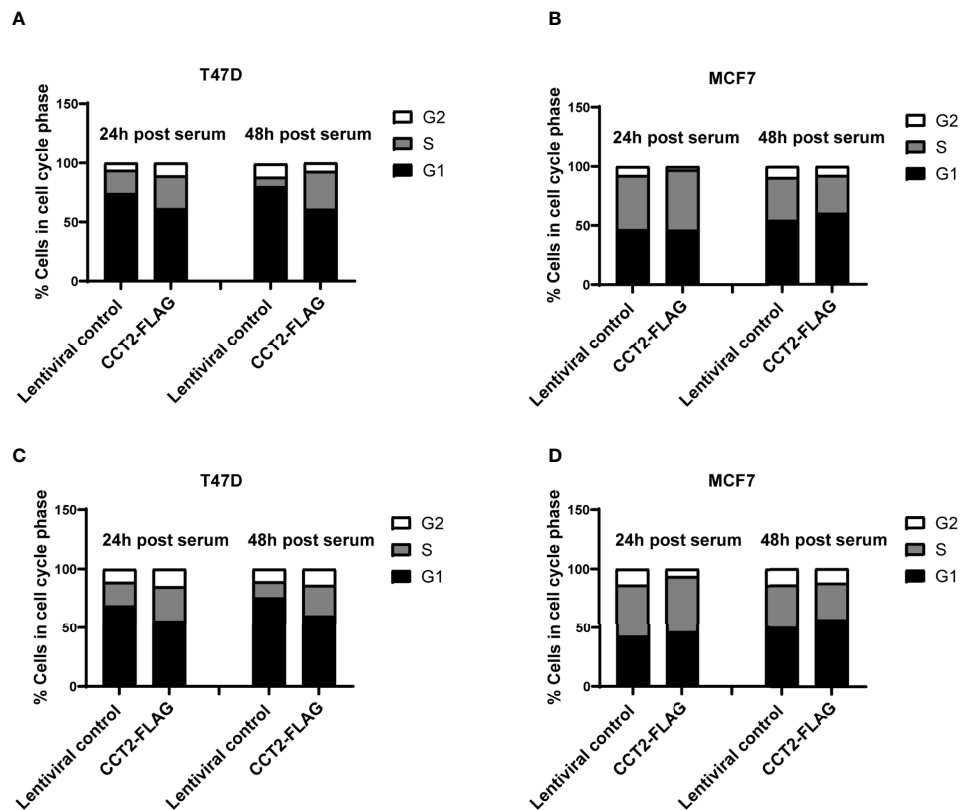 A
T47D
% Cells in cell cycle phase
150
100
50
0
24h post serum 48h post serum
G2
S
G1
Lentiviral control
CCT2-FLAG
Lentiviral control
CCT2-FLAG
B
MCF7
% Cells in cell cycle phase
150
100
50
0
24h post serum 48h post serum
G2
S
G1
Lentiviral control
CCT2-FLAG
Lentiviral control
CCT2-FLAG
C
T47D
% Cells in cell cycle phase
150
100
50
0
24h post serum 48h post serum
G2
S
G1
Lentiviral control
CCT2-FLAG
Lentiviral control
CCT2-FLAG
D
MCF7
% Cells in cell cycle phase
150
100
50
0
24h post serum 48h post serum
G2
S
G1
Lentiviral control
CCT2-FLAG
Lentiviral control
CCT2-FLAG